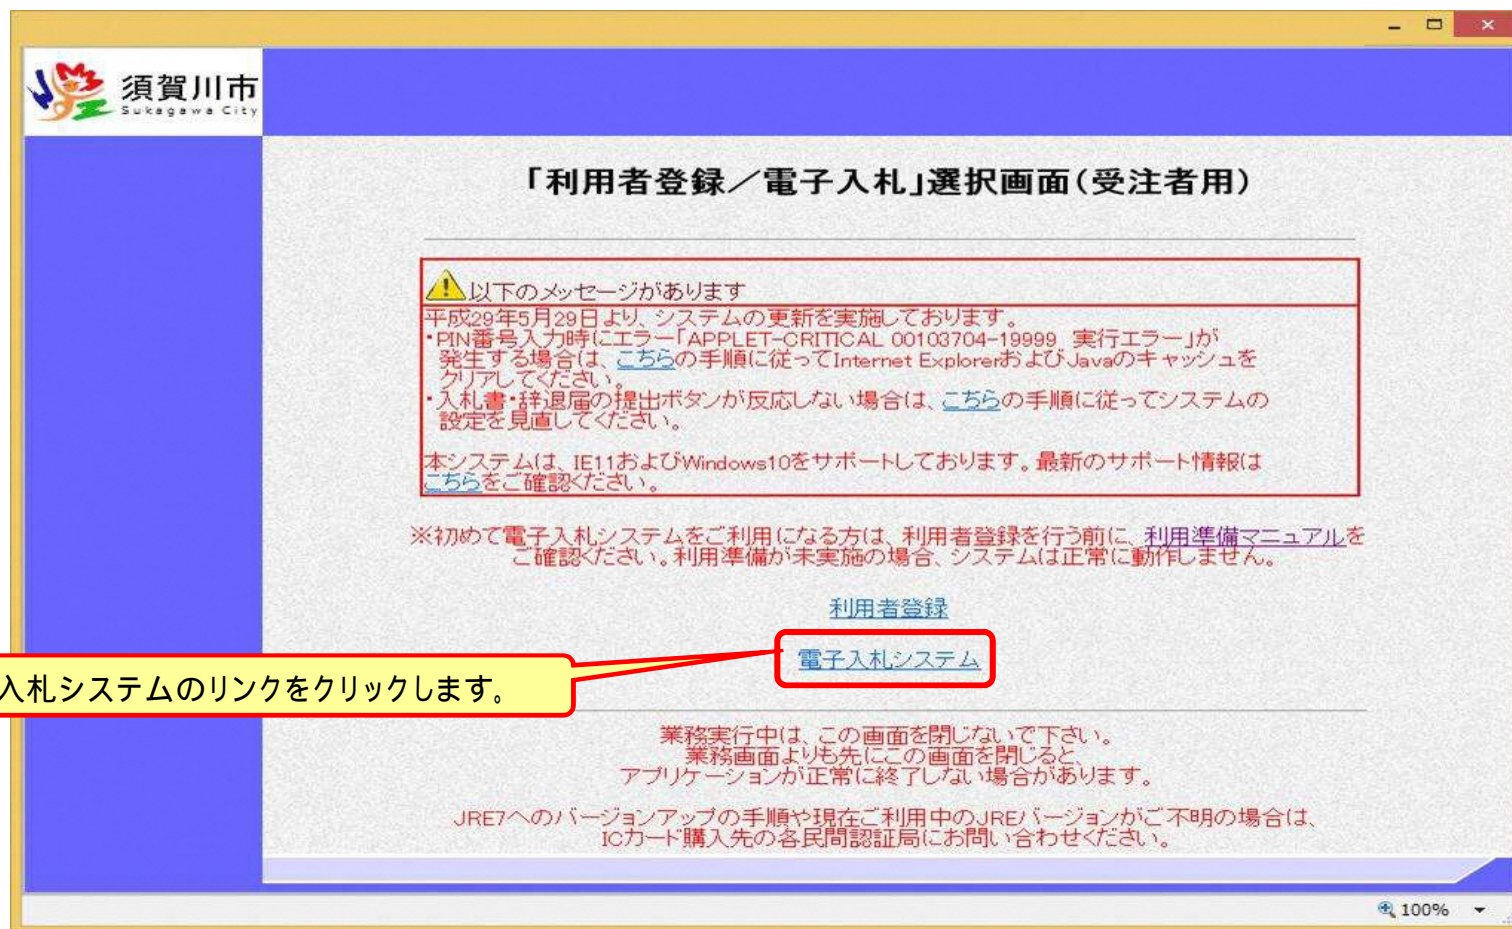 須賀川市
Sukagawa City
「利用者登録／電子入札」選択画面(受注者用)
以下のメッセージがあります
平成29年5月29日より、システムの更新を実施しております。
・PIN番号入力時にエラー「APPLET-CRITICAL 00103704-19999 実行エラー」が
発生する場合は、こちらの手順に従ってInternet ExplorerおよびJavaのキャッシュを
クリアしてください。
・入札書・辞退届の提出ボタンが反応しない場合は、こちらの手順に従ってシステムの
設定を見直してください。
本システムは、IE11およびWindows10をサポートしております。最新のサポート情報は
こちらをご確認ください。
※初めて電子入札システムをご利用になる方は、利用者登録を行う前に、利用準備マニュアルを
ご確認ください。利用準備が未実施の場合、システムは正常に動作しません。
利用者登録
電子入札システム
入札システムのリンクをクリックします。
業務実行中は、この画面を閉じないで下さい。
業務画面よりも先にこの画面を閉じると、
アプリケーションが正常に終了しない場合があります。
JRE7へのバージョンアップの手順や現在ご利用中のJREバージョンがご不明の場合は、
ICカード購入先の各民間認証局にお問い合わせください。
100%